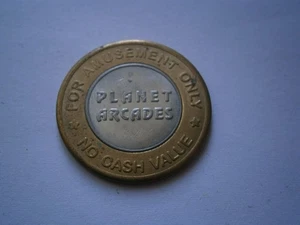 FOR AMUSEMENT ONLY
PLANET
ARCADES
NO CASH VALUE